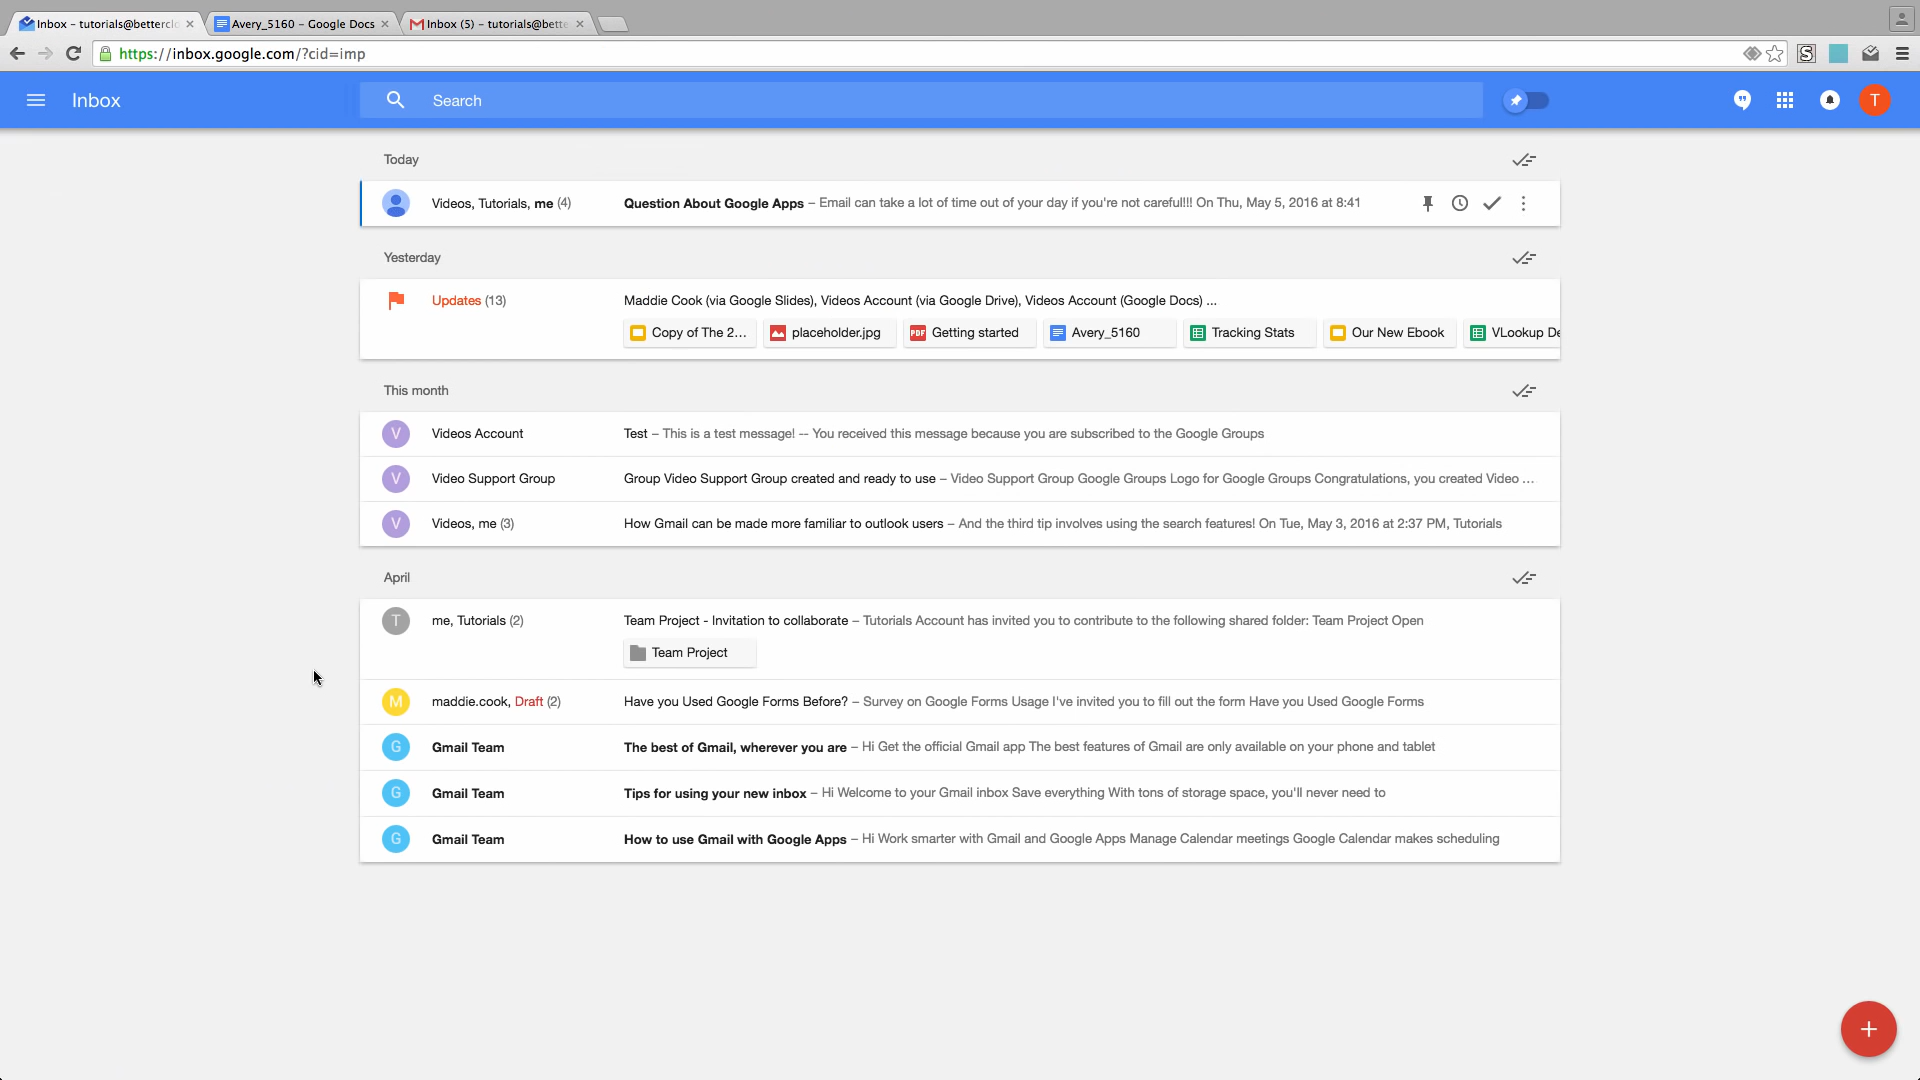 Inbox – tutorials@bettercl
Avery_5160 – Google Docs
Inbox (5) – tutorials@bette
https://inbox.google.com/?cid=imp
S
Inbox
Search
T
Today
Videos, Tutorials, me (4) Question About Google Apps – Email can take a lot of time out of your day if you're not careful!!! On Thu, May 5, 2016 at 8:41
Yesterday
Updates (13) Maddie Cook (via Google Slides), Videos Account (via Google Drive), Videos Account (Google Docs) ...
Copy of The 2... placeholder.jpg PDF Getting started Avery_5160 Tracking Stats Our New Ebook VLookup De
This month
V Videos Account Test – This is a test message! -- You received this message because you are subscribed to the Google Groups
V Video Support Group Group Video Support Group created and ready to use – Video Support Group Google Groups Logo for Google Groups Congratulations, you created Video ...
V Videos, me (3) How Gmail can be made more familiar to outlook users – And the third tip involves using the search features! On Tue, May 3, 2016 at 2:37 PM, Tutorials
April
T me, Tutorials (2) Team Project - Invitation to collaborate – Tutorials Account has invited you to contribute to the following shared folder: Team Project Open
Team Project
M maddie.cook, Draft (2) Have you Used Google Forms Before? – Survey on Google Forms Usage I've invited you to fill out the form Have you Used Google Forms
G Gmail Team The best of Gmail, wherever you are – Hi Get the official Gmail app The best features of Gmail are only available on your phone and tablet
G Gmail Team Tips for using your new inbox – Hi Welcome to your Gmail inbox Save everything With tons of storage space, you'll never need to
G Gmail Team How to use Gmail with Google Apps – Hi Work smarter with Gmail and Google Apps Manage Calendar meetings Google Calendar makes scheduling